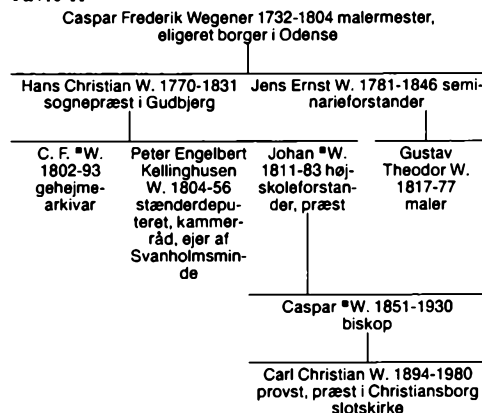 Caspar Frederik Wegener 1732-1804 malermester,
eligeret borger i Odense
Hans Christian W. 1770-1831
sognepræst i Gudbjerg
Jens Ernst W. 1781-1846 semi-
narieforstander
C. F. ■W.
1802-93
gehejme-
arkivar
Peter Engelbert
Kellinghusen
W. 1804-56
stænderdepu-
teret, kammer-
råd, ejer af
Svanholmsmin-
de
Johan ■W.
1811-83 høj-
skoleforstan-
der, præst
Gustav
Theodor W.
1817-77
maler
Caspar ■W. 1851-1930
biskop
Carl Christian W. 1894-1980
provst, præst i Christiansborg
slotskirke